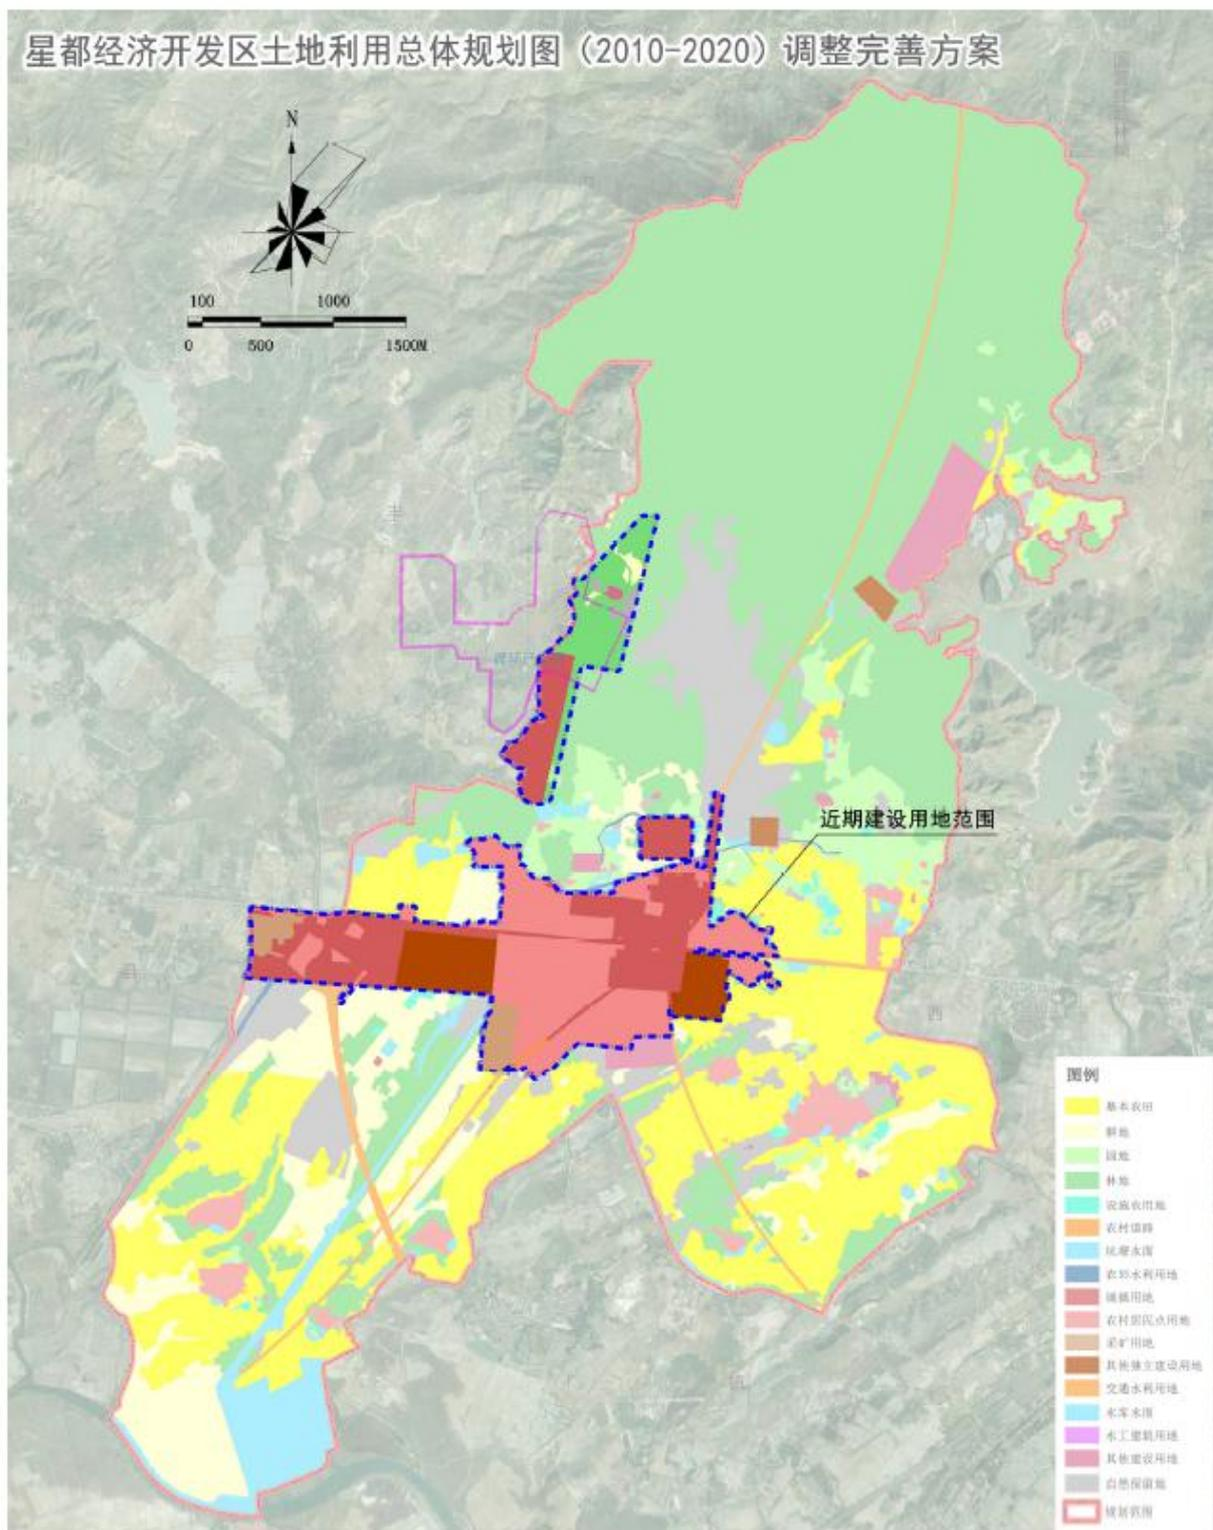 星都经济开发区土地利用总体规划图（2010-2020）调整完善方案
N
100 1000
0 500 1500M
近期建设用地范围
西
图例
基本农田
耕地
园地
林地
设施农用地
农村道路
坑塘水面
农田水利用地
城镇用地
农村居民点用地
采矿用地
其他独立建设用地
交通水利用地
水库水面
水工建筑用地
其他建设用地
自然保留地
规划范围